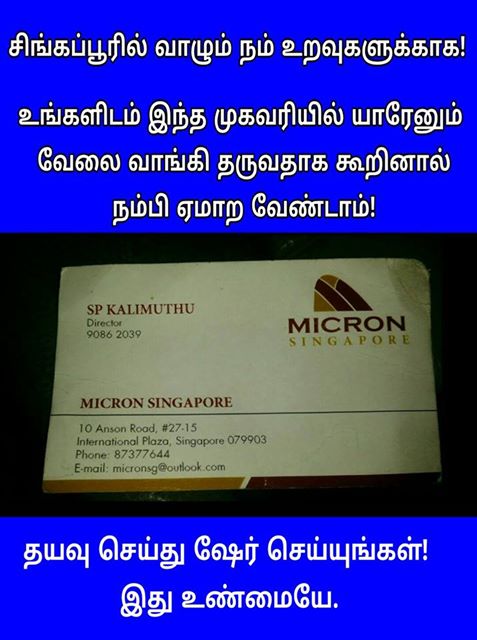 சிங்கப்பூரில் வாழும் நம் உறவுகளுக்காக!
உங்களிடம் இந்த முகவரியில் யாரேனும்
வேலை வாங்கி தருவதாக கூறினால்
நம்பி ஏமாற வேண்டாம்!
SP KALIMUTHU
Director
9086 2039
MICRON
SINGAPORE
MICRON SINGAPORE
10 Anson Road, #27-15
International Plaza, Singapore 079903
Phone: 87377644
E-mail: micronsg@outlook.com
தயவு செய்து ஷேர் செய்யுங்கள்!
இது உண்மையே.